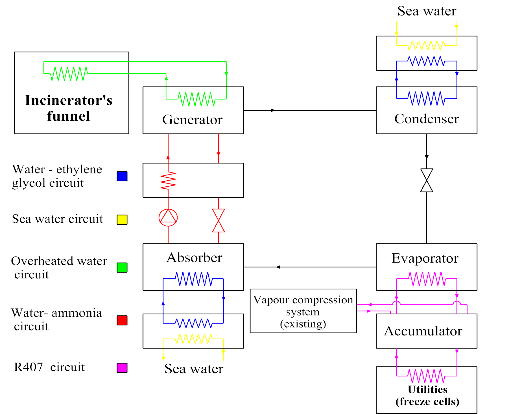 Sea water
Incinerator's
funnel
Generator
Condenser
Water - ethylene
glycol circuit
Sea water circuit
Overheated water
circuit
Water- ammonia
circuit
R407 circuit
Absorber
Evaporator
Vapour compression
system
(existing)
Accumulator
Sea water
Utilities
(freeze cells)